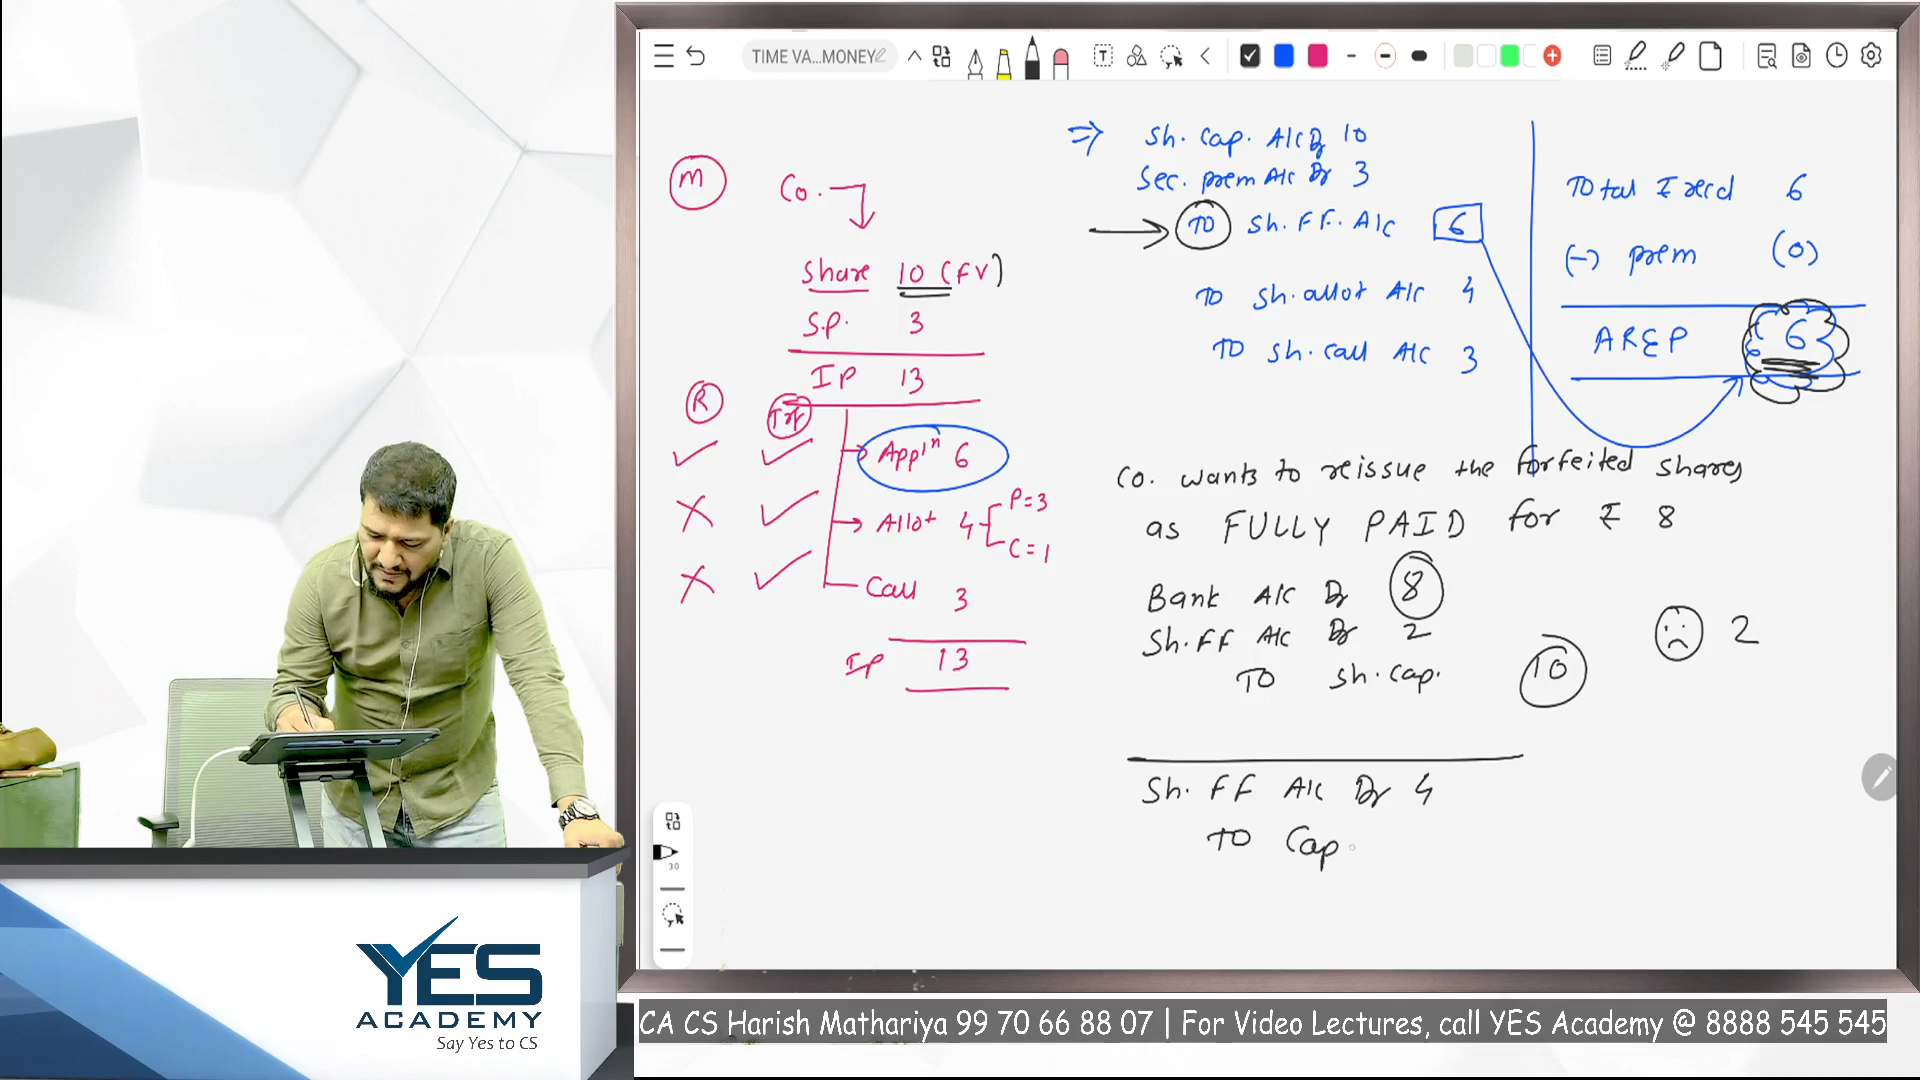 TIME VA...MONEY
M
Co.
Share 10 (FV)
S.P. 3
IP 13
R
Trf
Appln 6
Allot 4
P=3
C=1
Call 3
IP 13
⇒ Sh. Cap. A/c Dr 10
Sec. prem A/c Dr 3
TO Sh. FF. A/c 6
TO Sh. allot A/c 4
TO Sh. call A/c 3
Total ₹ recd 6
(-) prem (0)
6
Co. wants to reissue the forfeited shares
as FULLY PAID for ₹ 8
Bank A/c Dr 8
Sh. FF A/c Dr 2
TO Sh. cap. 10
2
Sh. FF A/c Dr 4
TO Cap
30
YES
ACADEMY
Say Yes to CS
CA CS Harish Mathariya 99 70 66 88 07 | For Video Lectures, call YES Academy @ 8888 545 545